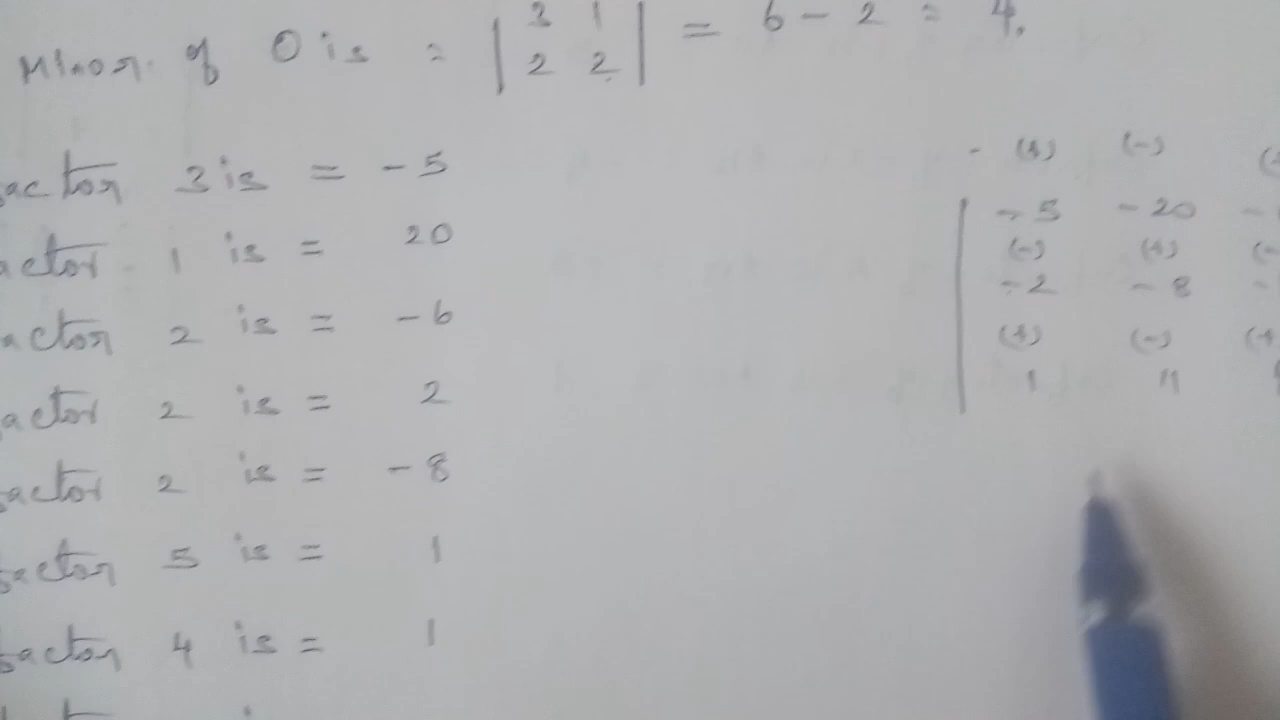 Minor of 0 is = | 3 1 | = 6 - 2 = 4.
2 2
actor 3 is = - 5
actor 1 is = 20
actor 2 is = - 6
actor 2 is = 2
actor 2 is = - 8
factor 5 is = 1
factor 4 is = 1
- (+) (-)
- 5 - 20 -
(-) (+) (-
- 2 - 8 -
(+) (-) (+
1 11